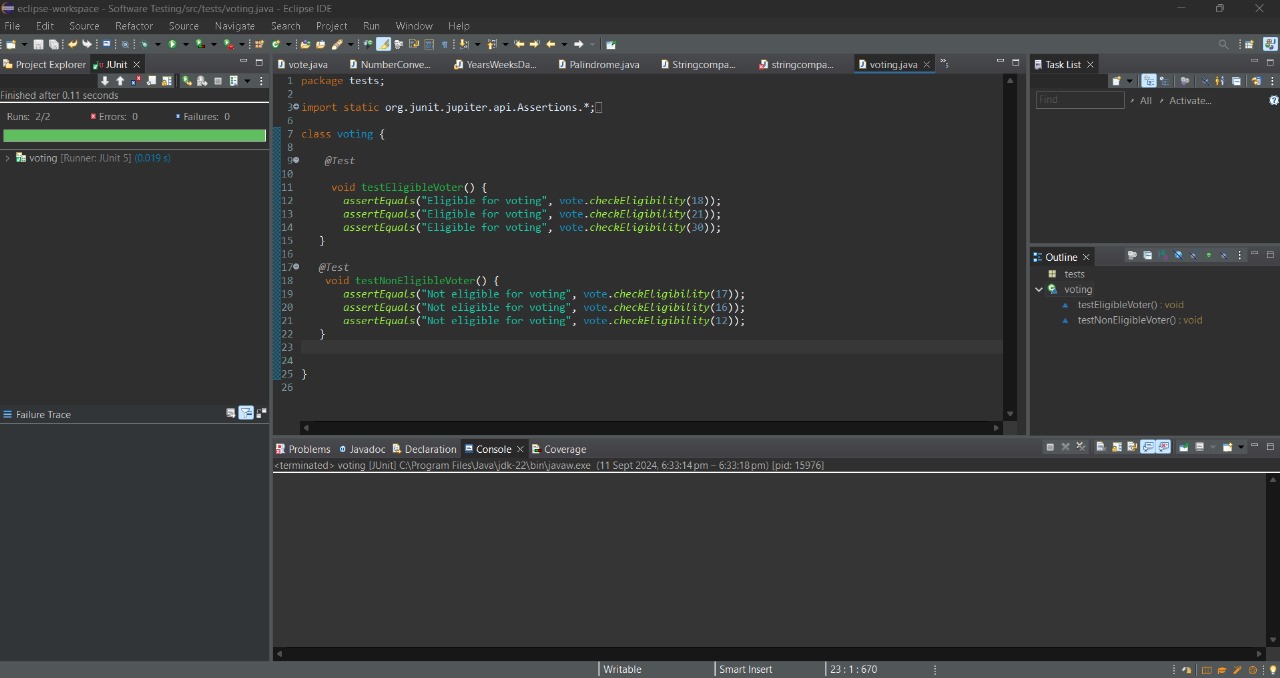 eclipse-workspace - Software Testing/src/tests/voting.java - Eclipse IDE
File Edit Source Refactor Source Navigate Search Project Run Window Help
Project Explorer JUnit
Finished after 0.11 seconds
Runs: 2/2 Errors: 0 Failures: 0
voting [Runner: JUnit 5] (0.019 s)
Failure Trace
vote.java NumberConve... YearsWeeksDa... Palindrome.java Stringcompa... stringcompa... voting.java
1 package tests;
2
3 import static org.junit.jupiter.api.Assertions.*;
6
7 class voting {
8
9 @Test
10
11 void testEligibleVoter() {
12 assertEquals("Eligible for voting", vote.checkEligibility(18));
13 assertEquals("Eligible for voting", vote.checkEligibility(21));
14 assertEquals("Eligible for voting", vote.checkEligibility(30));
15 }
16
17 @Test
18 void testNonEligibleVoter() {
19 assertEquals("Not eligible for voting", vote.checkEligibility(17));
20 assertEquals("Not eligible for voting", vote.checkEligibility(16));
21 assertEquals("Not eligible for voting", vote.checkEligibility(12));
22 }
23
24
25 }
26
Task List
Find All Activate...
Outline
tests
voting
testEligibleVoter() : void
testNonEligibleVoter() : void
Problems Javadoc Declaration Console Coverage
<terminated> voting [JUnit] C:\Program Files\Java\jdk-22\bin\javaw.exe (11 Sept 2024, 6:33:14 pm – 6:33:18 pm) [pid: 15976]
Writable Smart Insert 23 : 1 : 670